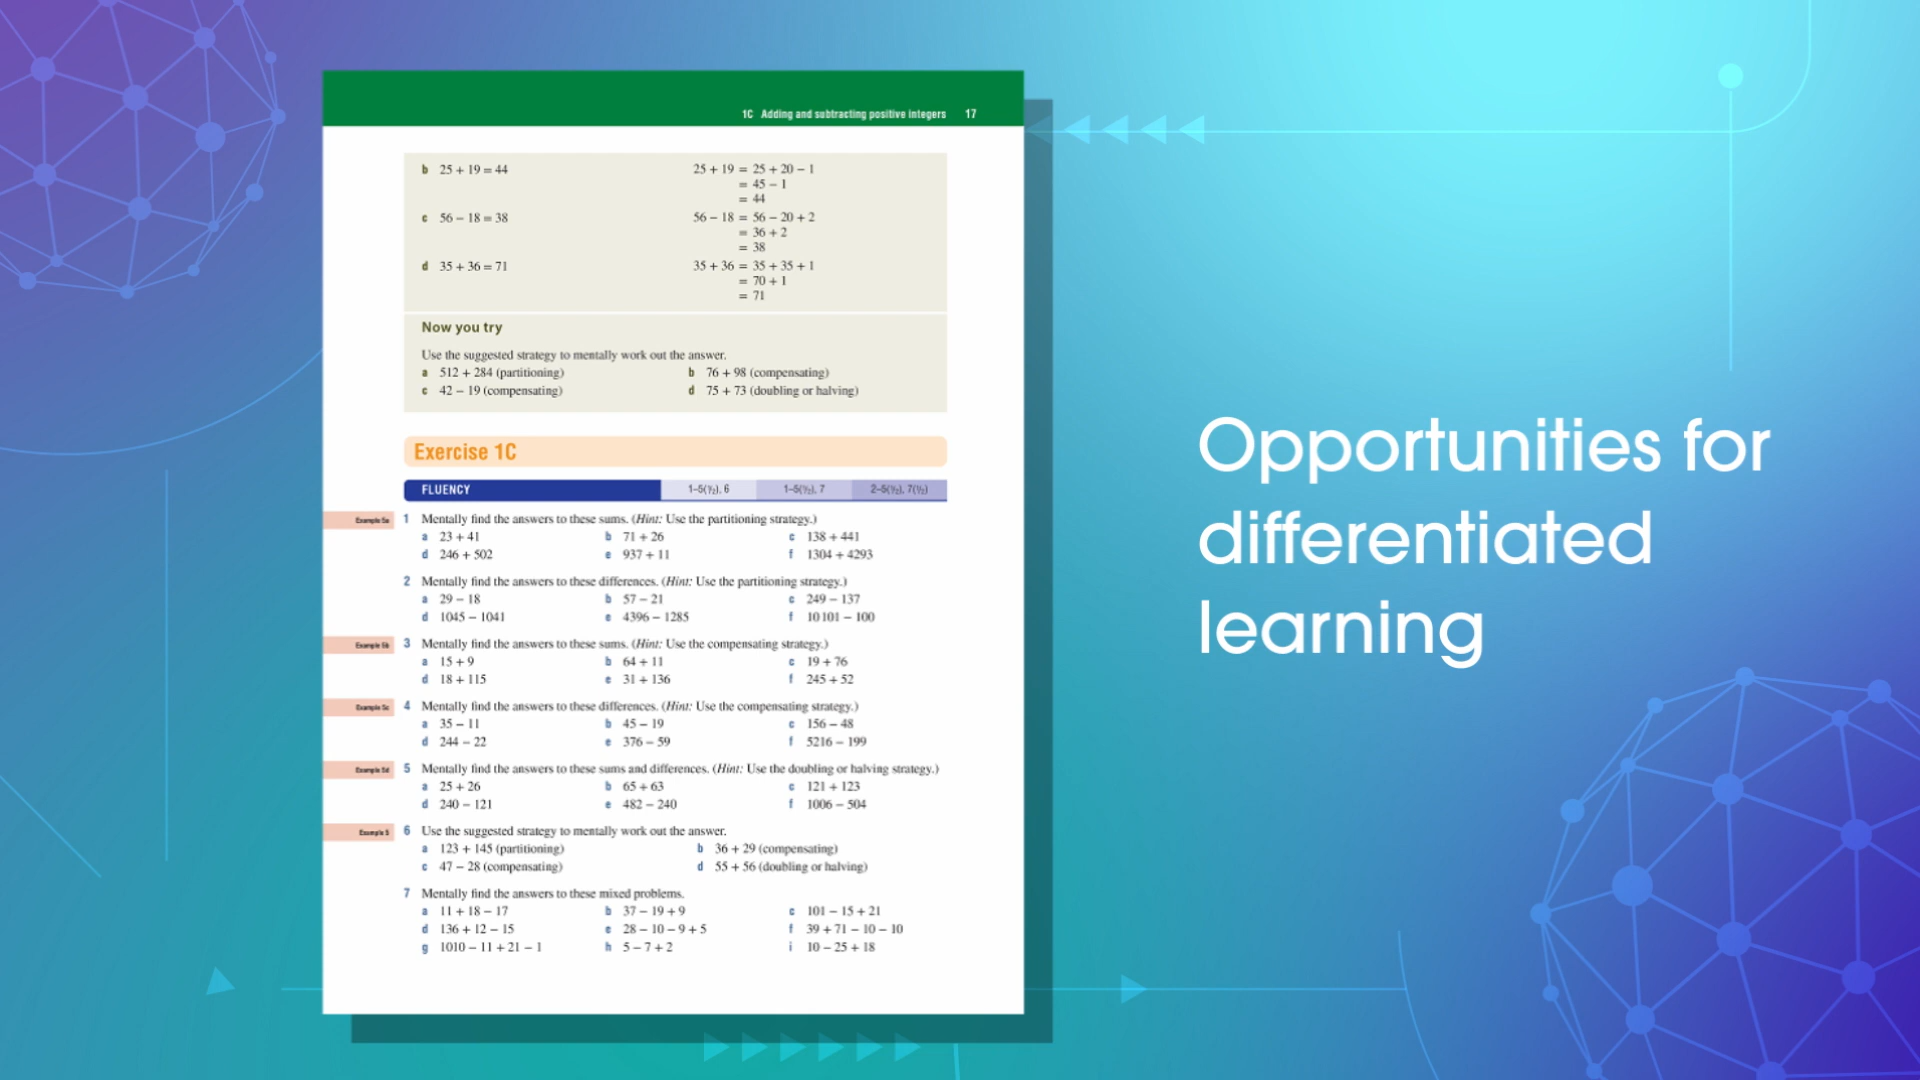 1C Adding and subtracting positive integers 17
b 25 + 19 = 44 25 + 19 = 25 + 20 − 1
= 45 − 1
= 44
c 56 − 18 = 38 56 − 18 = 56 − 20 + 2
= 36 + 2
= 38
d 35 + 36 = 71 35 + 36 = 35 + 35 + 1
= 70 + 1
= 71
Now you try
Use the suggested strategy to mentally work out the answer.
a 512 + 284 (partitioning) b 76 + 98 (compensating)
c 42 − 19 (compensating) d 75 + 73 (doubling or halving)
Exercise 1C
FLUENCY 1–5(½), 6 1–5(½), 7 2–5(½), 7(½)
Example 5a 1 Mentally find the answers to these sums. (Hint: Use the partitioning strategy.)
a 23 + 41 b 71 + 26 c 138 + 441
d 246 + 502 e 937 + 11 f 1304 + 4293
2 Mentally find the answers to these differences. (Hint: Use the partitioning strategy.)
a 29 − 18 b 57 − 21 c 249 − 137
d 1045 − 1041 e 4396 − 1285 f 10 101 − 100
Example 5b 3 Mentally find the answers to these sums. (Hint: Use the compensating strategy.)
a 15 + 9 b 64 + 11 c 19 + 76
d 18 + 115 e 31 + 136 f 245 + 52
Example 5c 4 Mentally find the answers to these differences. (Hint: Use the compensating strategy.)
a 35 − 11 b 45 − 19 c 156 − 48
d 244 − 22 e 376 − 59 f 5216 − 199
Example 5d 5 Mentally find the answers to these sums and differences. (Hint: Use the doubling or halving strategy.)
a 25 + 26 b 65 + 63 c 121 + 123
d 240 − 121 e 482 − 240 f 1006 − 504
Example 5 6 Use the suggested strategy to mentally work out the answer.
a 123 + 145 (partitioning) b 36 + 29 (compensating)
c 47 − 28 (compensating) d 55 + 56 (doubling or halving)
7 Mentally find the answers to these mixed problems.
a 11 + 18 − 17 b 37 − 19 + 9 c 101 − 15 + 21
d 136 + 12 − 15 e 28 − 10 − 9 + 5 f 39 + 71 − 10 − 10
g 1010 − 11 + 21 − 1 h 5 − 7 + 2 i 10 − 25 + 18
Opportunities for
differentiated
learning